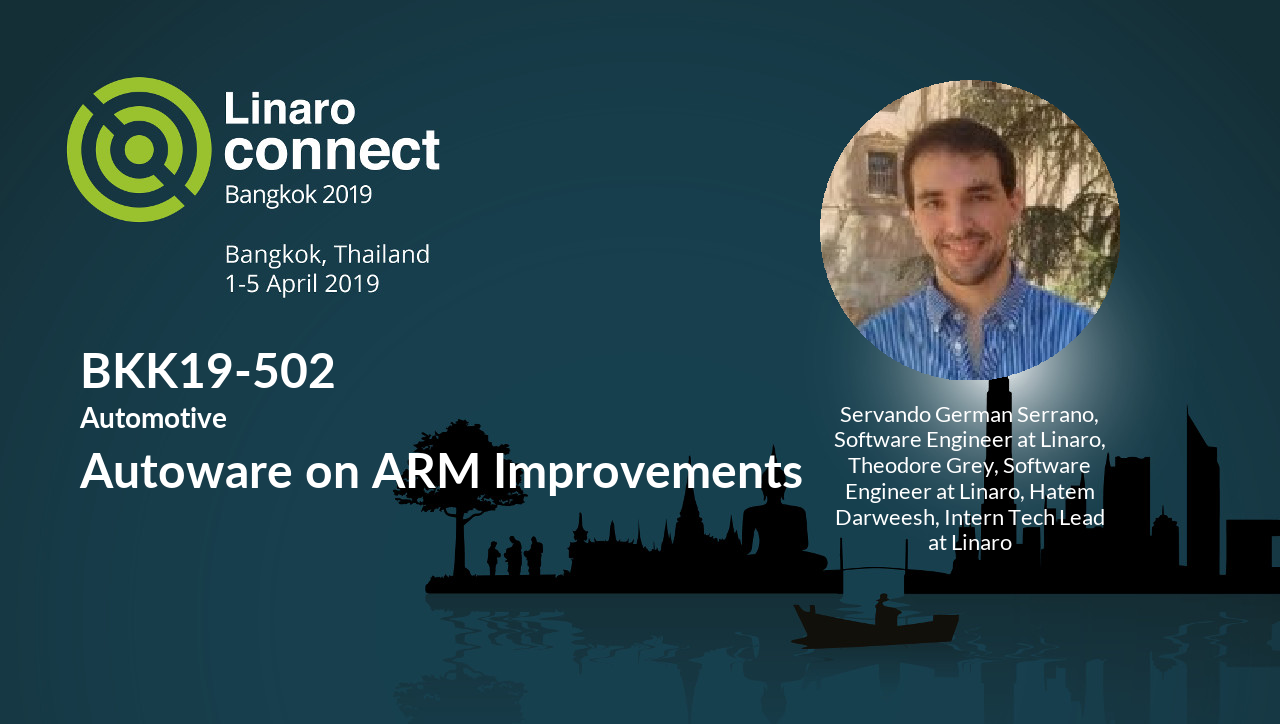 Linaro
connect
Bangkok 2019
Bangkok, Thailand
1-5 April 2019
BKK19-502
Automotive
Autoware on ARM Improvements
Servando German Serrano,
Software Engineer at Linaro,
Theodore Grey, Software
Engineer at Linaro, Hatem
Darweesh, Intern Tech Lead
at Linaro